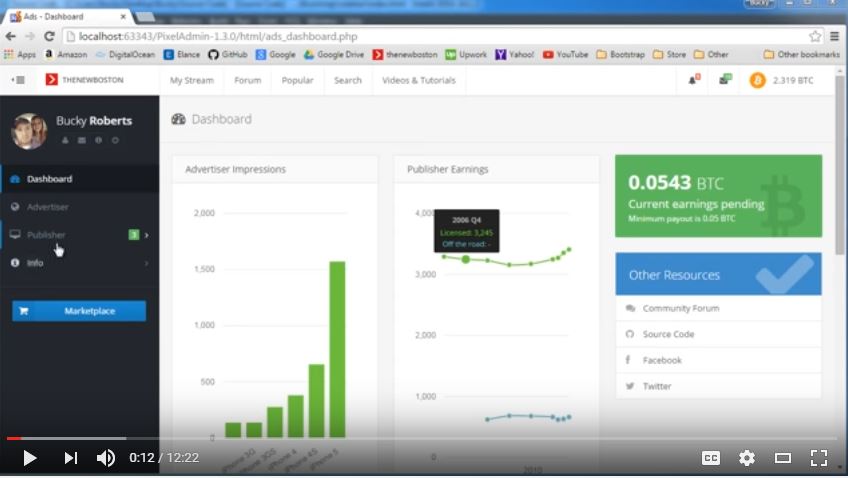 Bucky
Ads - Dashboard
localhost:63343/PixelAdmin-1.3.0/html/ads_dashboard.php
Apps Amazon DigitalOcean Elance GitHub Google Google Drive thenewboston Upwork Yahoo! YouTube Bootstrap Store Other Other bookmarks
THENEWBOSTON My Stream Forum Popular Search Videos & Tutorials 2.319 BTC
Bucky Roberts
Dashboard
Advertiser
Publisher 3
Info
Marketplace
Dashboard
Advertiser Impressions
2,000
1,500
1,000
500
0
iPhone 3G
iPhone 3GS
iPhone 4
iPhone 4S
iPhone 5
Publisher Earnings
4,000
3,000
2,000
1,000
0
2010
2006 Q4
Licensed: 3,245
Off the road: -
0.0543 BTC
Current earnings pending
Minimum payout is 0.05 BTC
Other Resources
Community Forum
Source Code
Facebook
Twitter
0:12 / 12:22
CC